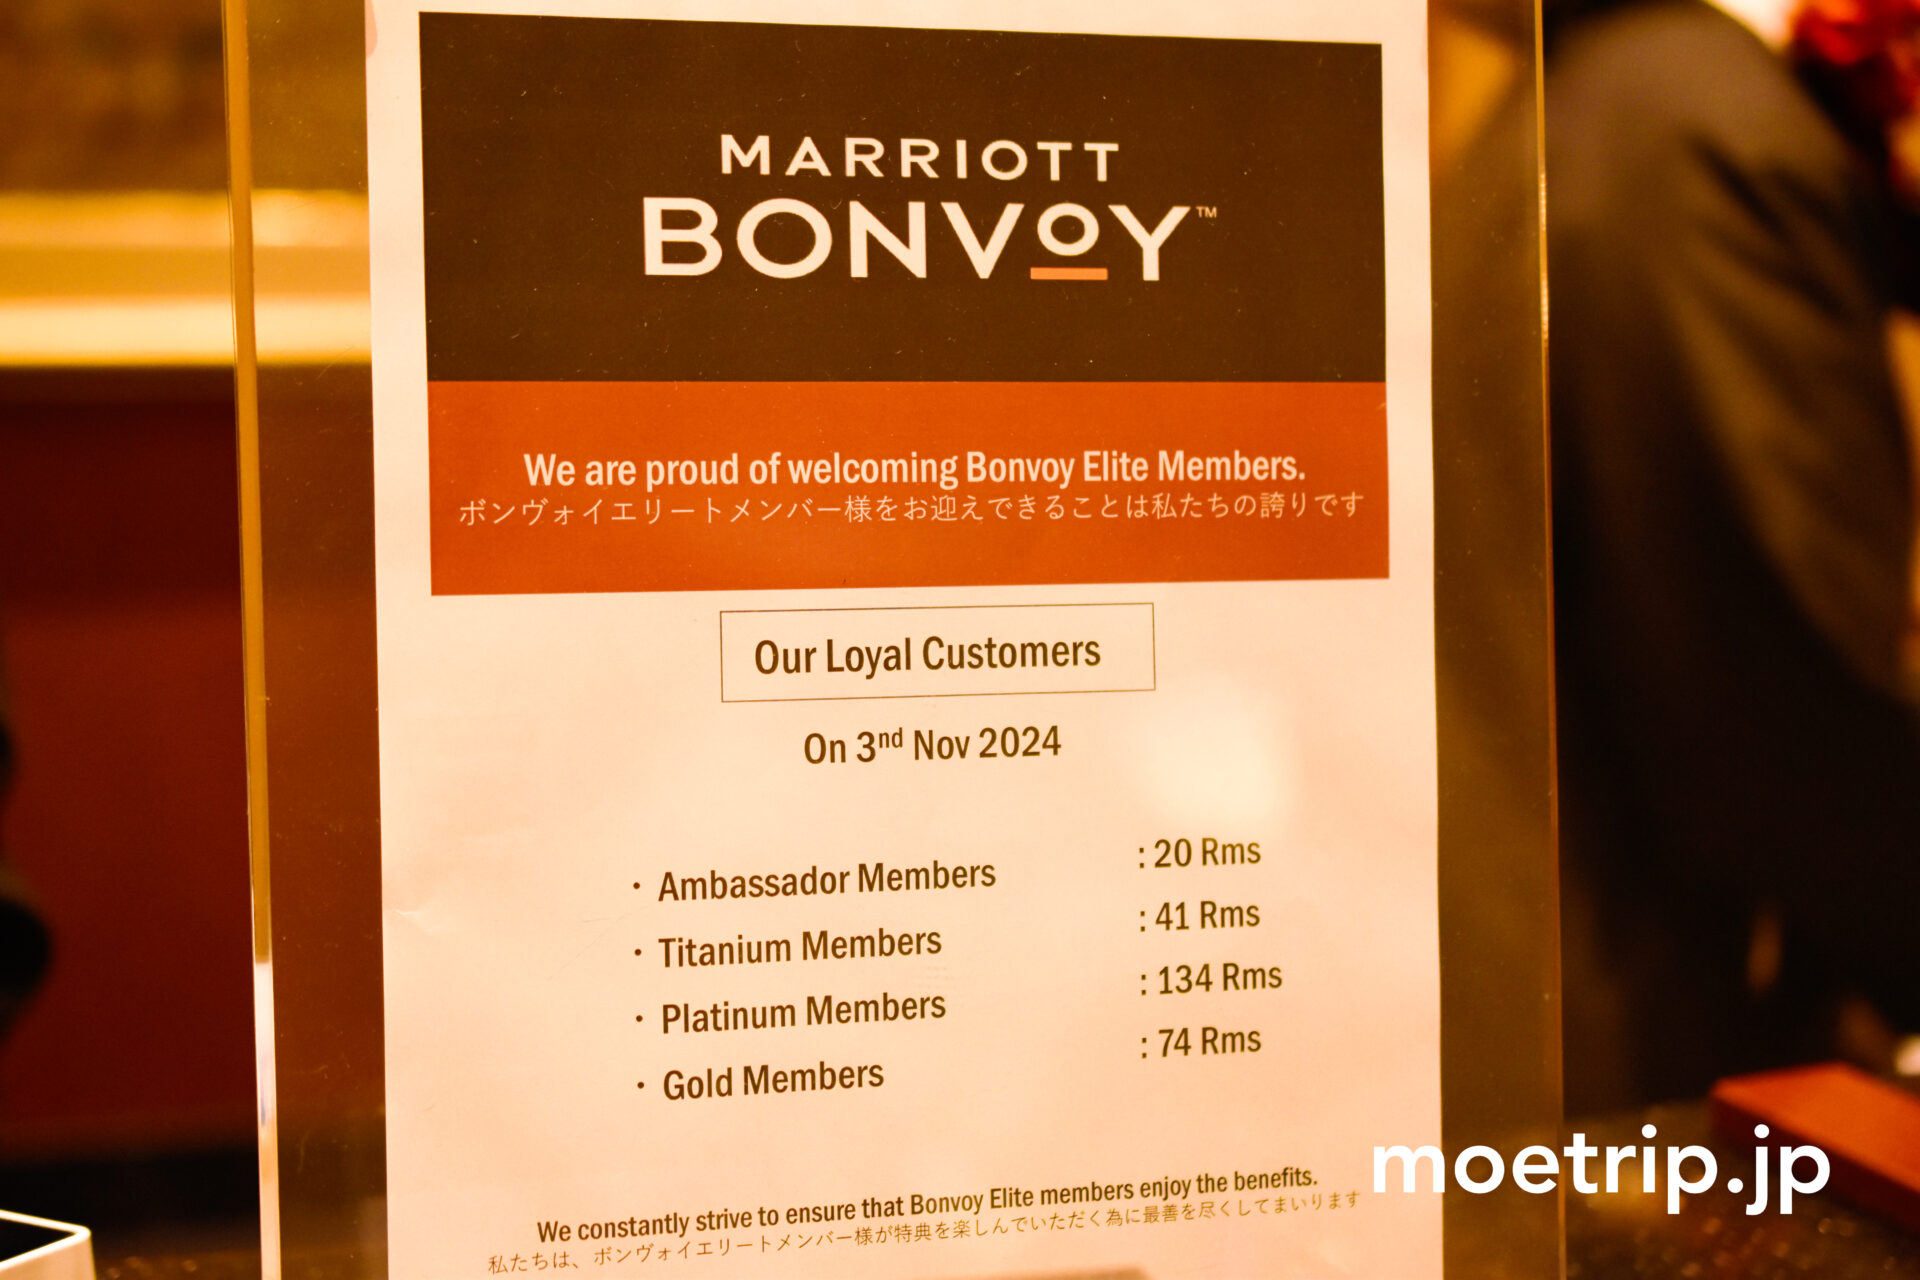 MARRIOTT
BONVOY™
We are proud of welcoming Bonvoy Elite Members.
ボンヴォイエリートメンバー様をお迎えできることは私たちの誇りです
Our Loyal Customers
On 3nd Nov 2024
・ Ambassador Members : 20 Rms
・ Titanium Members : 41 Rms
・ Platinum Members : 134 Rms
・ Gold Members : 74 Rms
We constantly strive to ensure that Bonvoy Elite members enjoy the benefits.
私たちは、ボンヴォイエリートメンバー様が特典を楽しんでいただく為に最善を尽くしてまいります
moetrip.jp